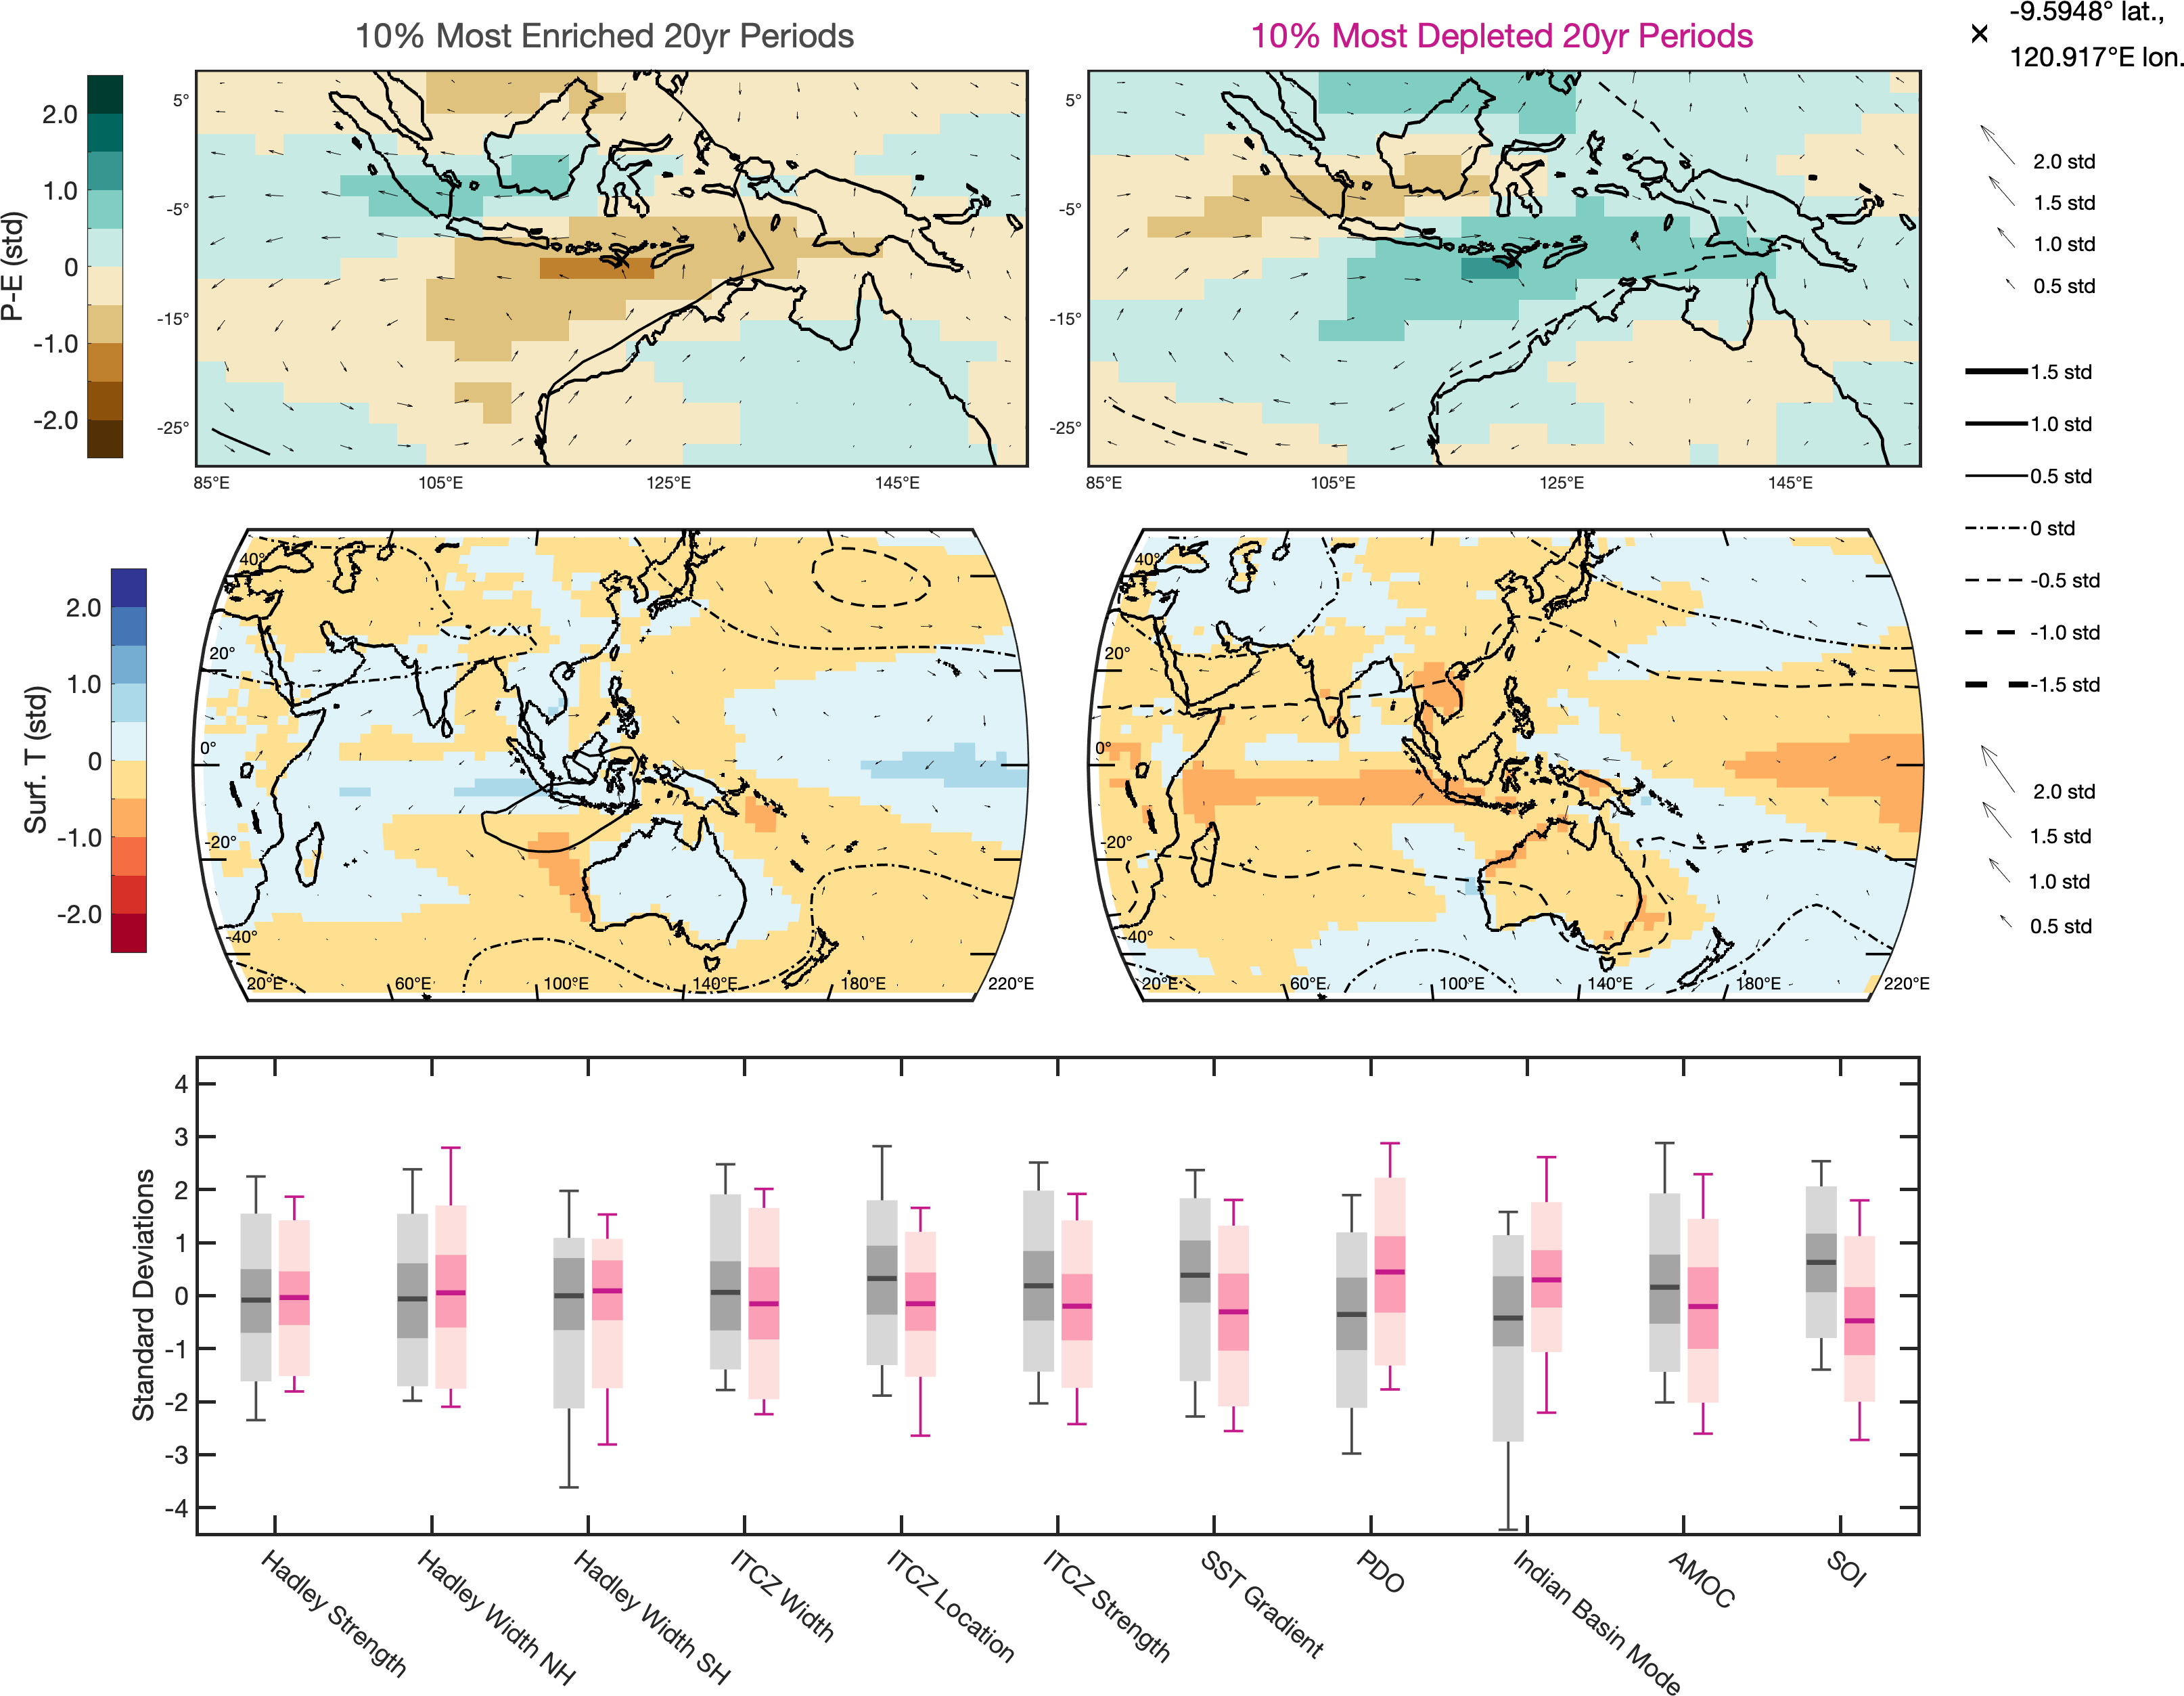 10% Most Enriched 20yr Periods
10% Most Depleted 20yr Periods
-9.5948° lat.,
120.917°E lon.
P-E (std)
2.0
1.0
0
-1.0
-2.0
5°
-5°
-15°
-25°
85°E 105°E 125°E 145°E
5°
-5°
-15°
-25°
85°E 105°E 125°E 145°E
2.0 std
1.5 std
1.0 std
0.5 std
1.5 std
1.0 std
0.5 std
0 std
-0.5 std
-1.0 std
-1.5 std
Surf. T (std)
2.0
1.0
0
-1.0
-2.0
40°
20°
0°
-20°
-40°
20°E 60°E 100°E 140°E 180°E 220°E
40°
20°
0°
-20°
-40°
20°E 60°E 100°E 140°E 180°E 220°E
2.0 std
1.5 std
1.0 std
0.5 std
Standard Deviations
4
3
2
1
0
-1
-2
-3
-4
Hadley Strength
Hadley Width NH
Hadley Width SH
ITCZ Width
ITCZ Location
ITCZ Strength
SST Gradient
PDO
Indian Basin Mode
AMOC
SOI